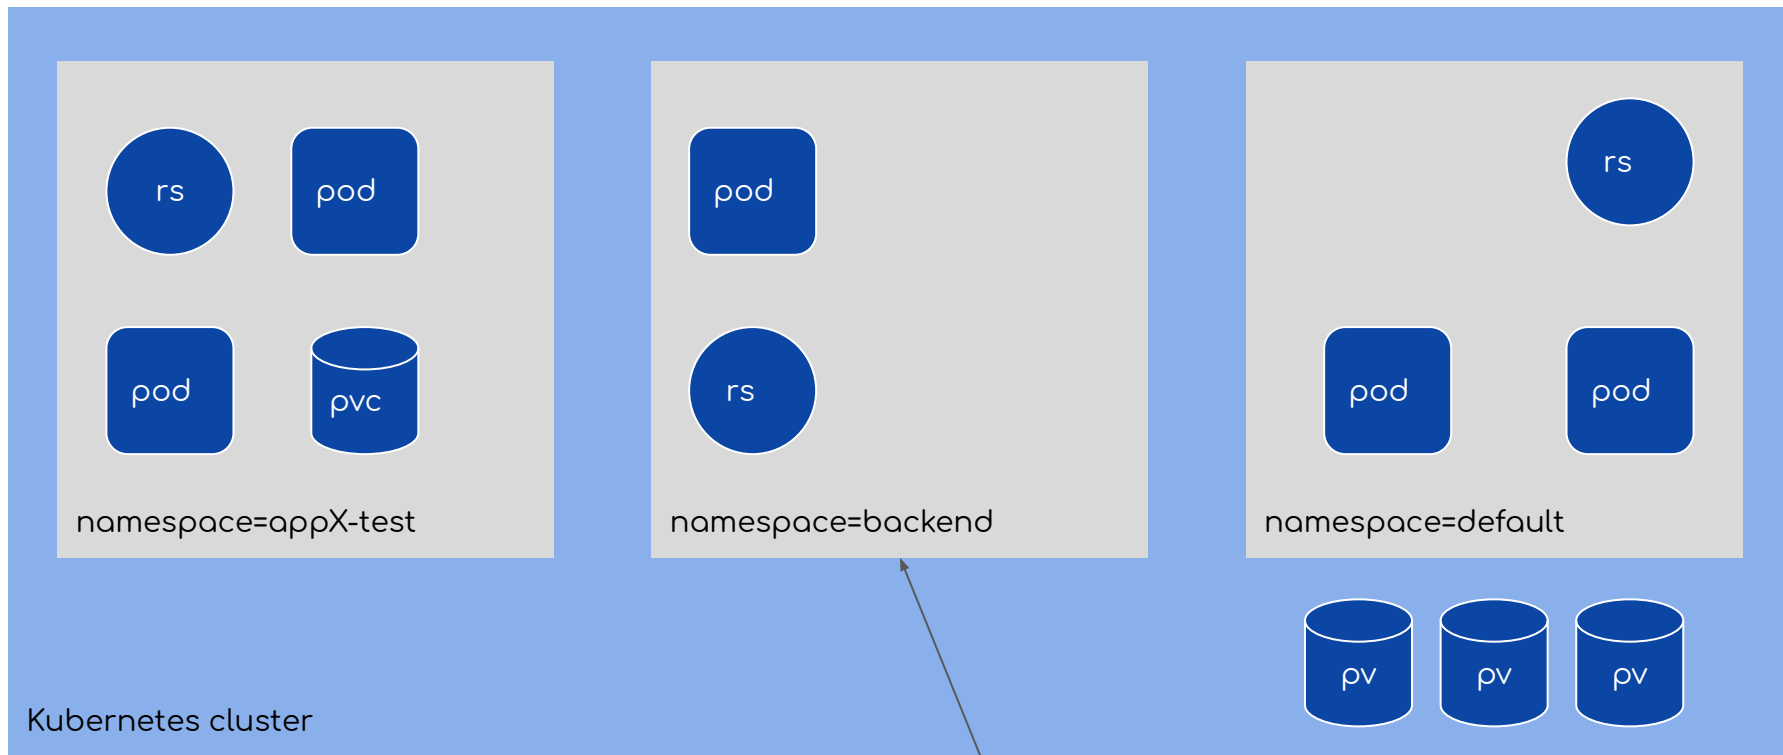 rs
pod
pod
pvc
namespace=appX-test
pod
rs
namespace=backend
rs
pod
pod
namespace=default
pv
pv
pv
Kubernetes cluster